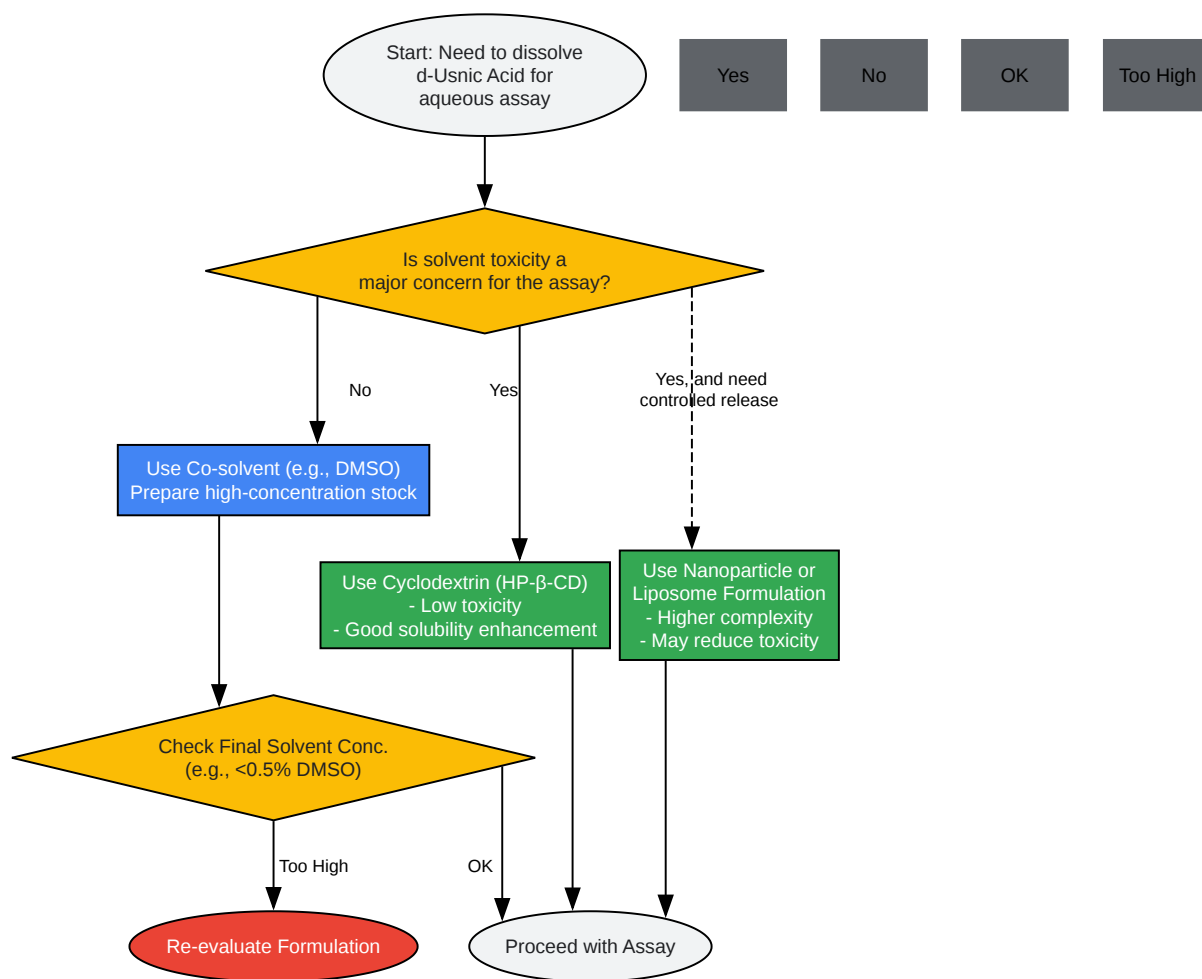 Start: Need to dissolve
d-Usnic Acid for
aqueous assay
Yes
No
OK
Too High
Is solvent toxicity a
major concern for the assay?
No
Yes
Yes, and need
controlled release
Use Co-solvent (e.g., DMSO)
Prepare high-concentration stock
Use Cyclodextrin (HP-β-CD)
- Low toxicity
- Good solubility enhancement
Use Nanoparticle or
Liposome Formulation
- Higher complexity
- May reduce toxicity
Check Final Solvent Conc.
(e.g., <0.5% DMSO)
Too High
OK
Re-evaluate Formulation
Proceed with Assay